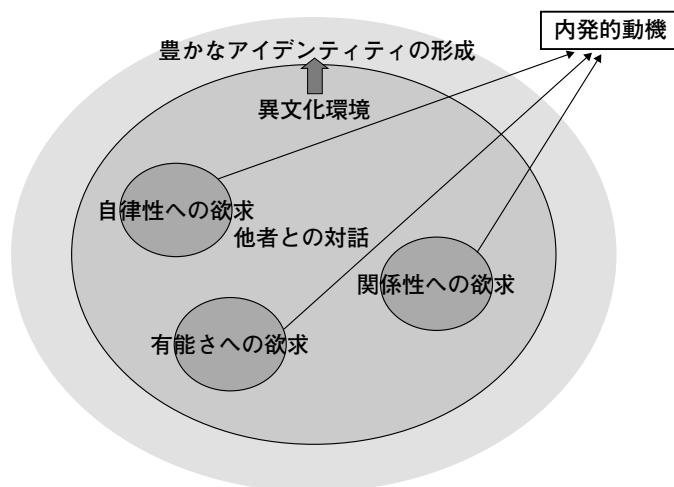 内発的動機
豊かなアイデンティティの形成
異文化環境
自律性への欲求
他者との対話
関係性への欲求
有能さへの欲求